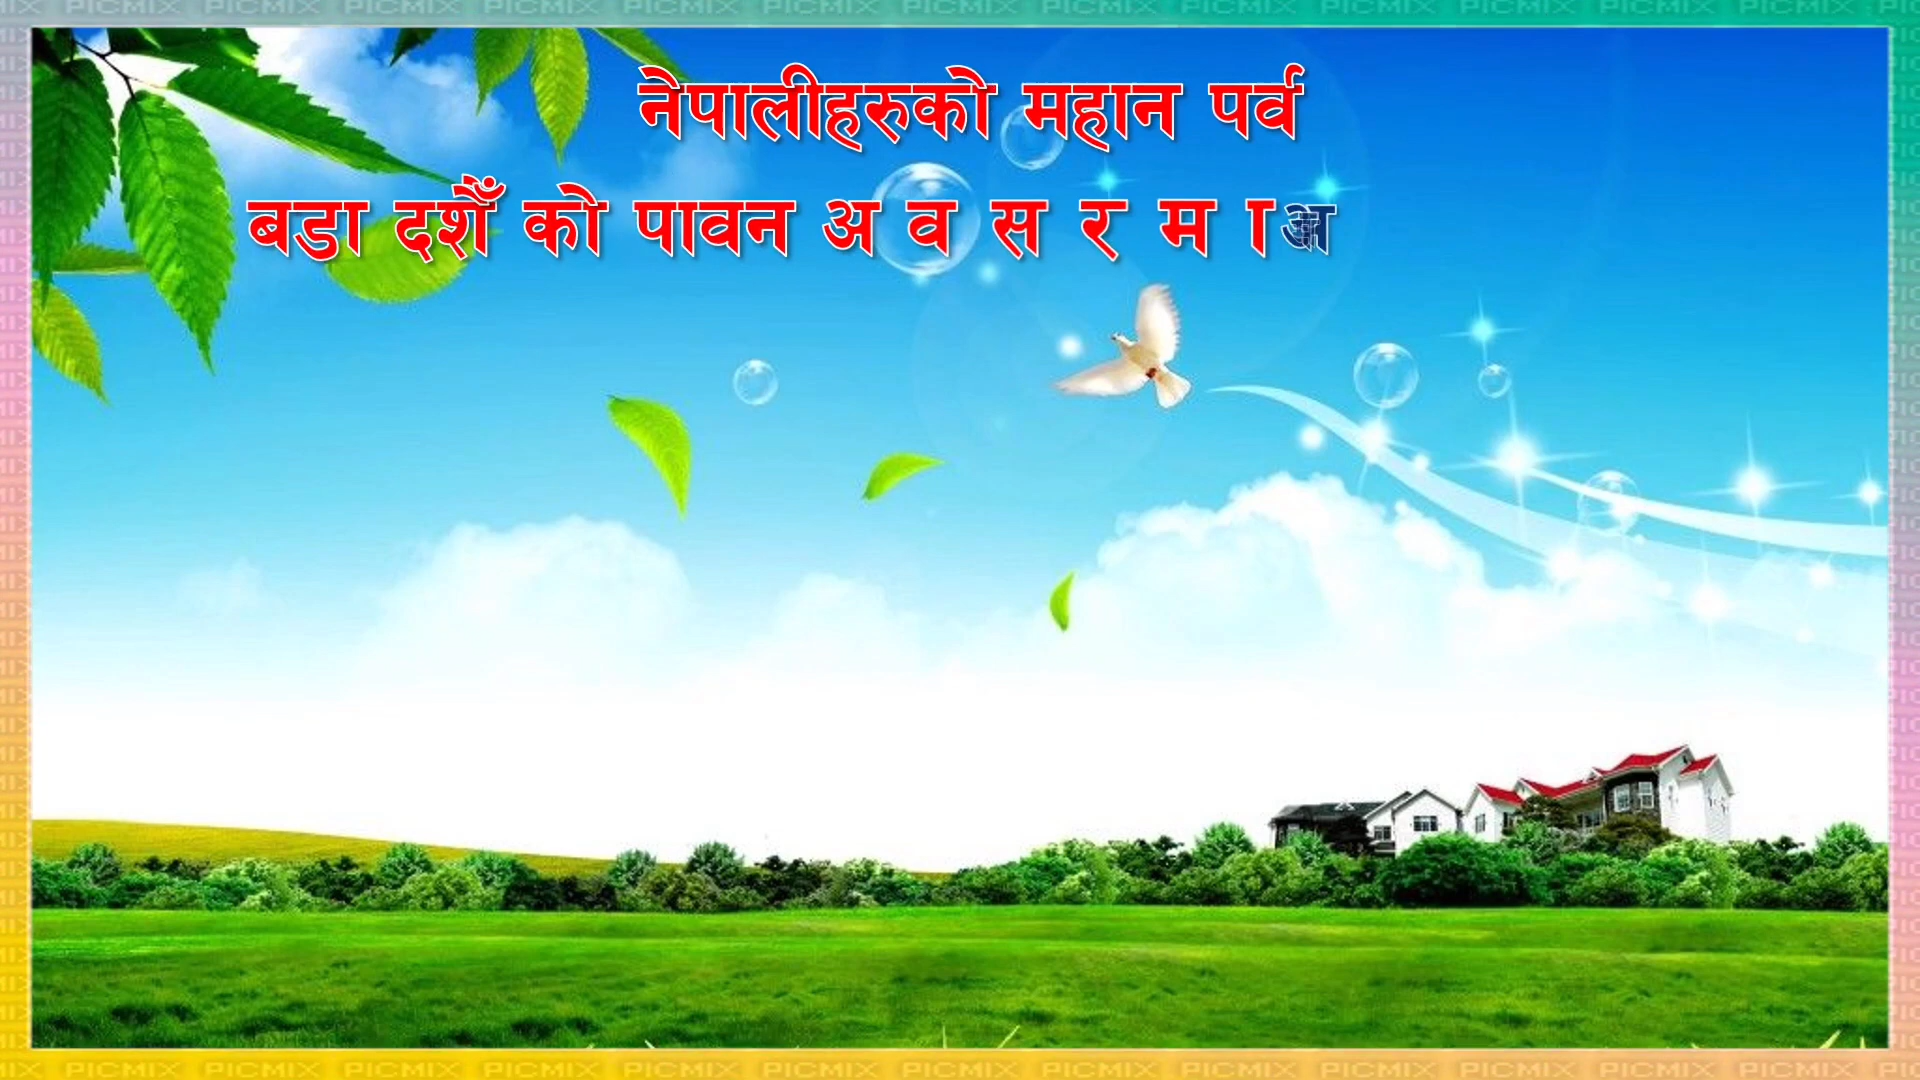 नेपालीहरुको महान पर्व
बडा दशैँ को पावन अ व स र म ा